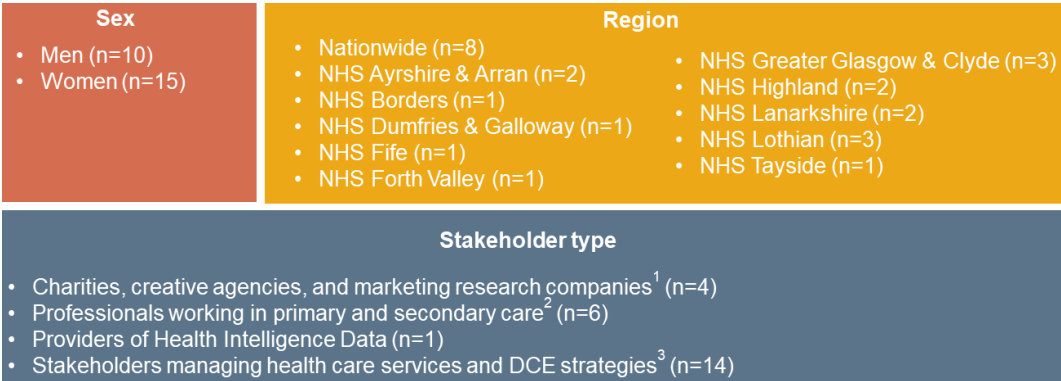 Sex
• Men (n=10)
• Women (n=15)
Region
• Nationwide (n=8)
• NHS Ayrshire & Arran (n=2)
• NHS Borders (n=1)
• NHS Dumfries & Galloway (n=1)
• NHS Fife (n=1)
• NHS Forth Valley (n=1)
• NHS Greater Glasgow & Clyde (n=3)
• NHS Highland (n=2)
• NHS Lanarkshire (n=2)
• NHS Lothian (n=3)
• NHS Tayside (n=1)
Stakeholder type
• Charities, creative agencies, and marketing research companies¹ (n=4)
• Professionals working in primary and secondary care² (n=6)
• Providers of Health Intelligence Data (n=1)
• Stakeholders managing health care services and DCE strategies³ (n=14)